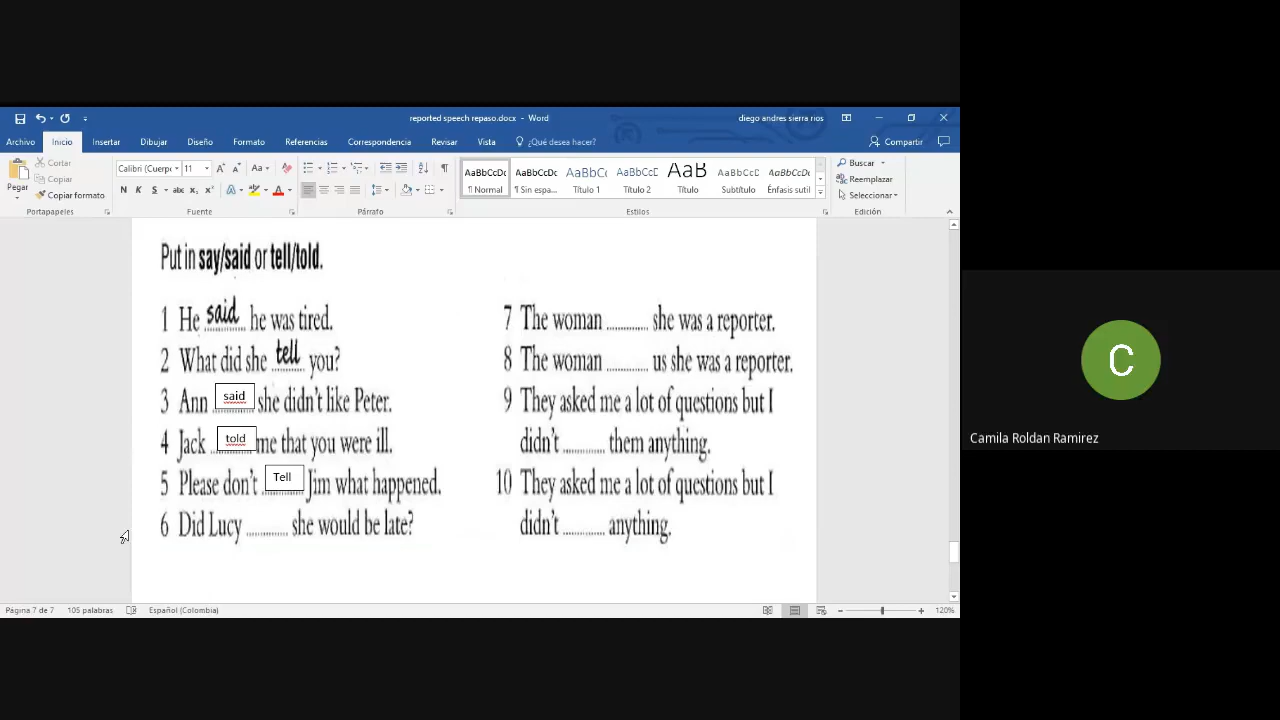 reported speech repaso.docx - Word
diego andres sierra rios
Archivo Inicio Insertar Dibujar Diseño Formato Referencias Correspondencia Revisar Vista ¿Qué desea hacer? Compartir
Pegar
Cortar
Copiar
Copiar formato
Portapapeles
Calibri (Cuerpo 11
N K S abc x₂ x²
Fuente
Párrafo
AaBbCcDc AaBbCcDc AaBbC AaBbCcD AaB AaBbCcD AaBbCcDc
¶ Normal ¶ Sin espa... Título 1 Título 2 Título Subtítulo Énfasis sutil
Estilos
Buscar
Reemplazar
Seleccionar
Edición
Put in say/said or tell/told.
1 He said he was tired.
2 What did she tell you?
3 Ann said she didn't like Peter.
4 Jack told me that you were ill.
5 Please don't Tell Jim what happened.
6 Did Lucy ............ she would be late?
7 The woman ............ she was a reporter.
8 The woman ............ us she was a reporter.
9 They asked me a lot of questions but I
didn't ............ them anything.
10 They asked me a lot of questions but I
didn't ............ anything.
Página 7 de 7 105 palabras Español (Colombia) 120%
C
Camila Roldan Ramirez